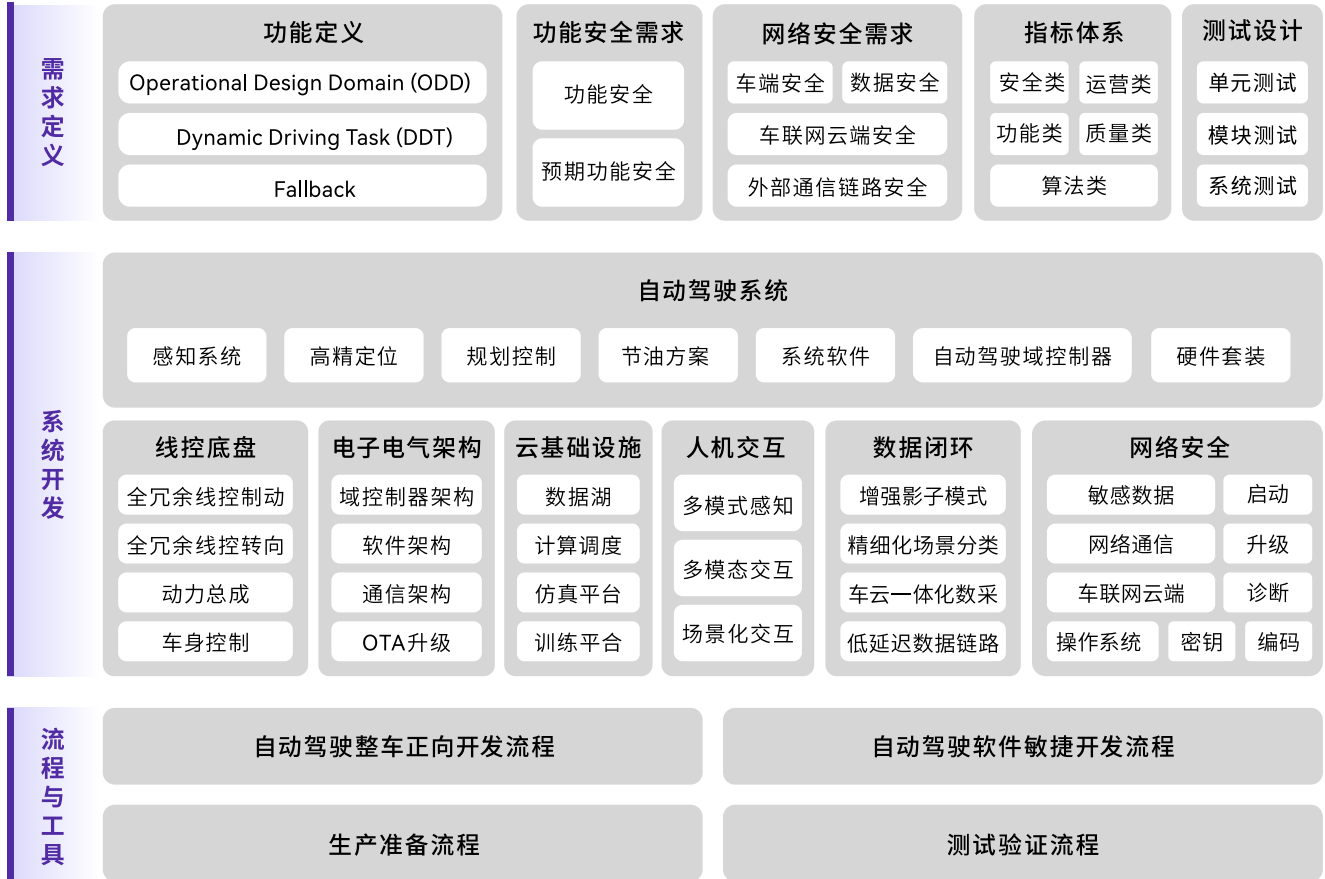 需求定义
功能定义
Operational Design Domain (ODD)
Dynamic Driving Task (DDT)
Fallback
功能安全需求
功能安全
预期功能安全
网络安全需求
车端安全
数据安全
车联网云端安全
外部通信链路安全
指标体系
安全类
运营类
功能类
质量类
算法类
测试设计
单元测试
模块测试
系统测试
系统开发
自动驾驶系统
感知系统
高精定位
规划控制
节油方案
系统软件
自动驾驶域控制器
硬件套装
线控底盘
全冗余线控制动
全冗余线控转向
动力总成
车身控制
电子电气架构
域控制器架构
软件架构
通信架构
OTA升级
云基础设施
数据湖
计算调度
仿真平台
训练平台
人机交互
多模式感知
多模态交互
场景化交互
数据闭环
增强影子模式
精细化场景分类
车云一体化数采
低延迟数据链路
网络安全
敏感数据
启动
网络通信
升级
车联网云端
诊断
操作系统
密钥
编码
流程与工具
自动驾驶整车正向开发流程
自动驾驶软件敏捷开发流程
生产准备流程
测试验证流程